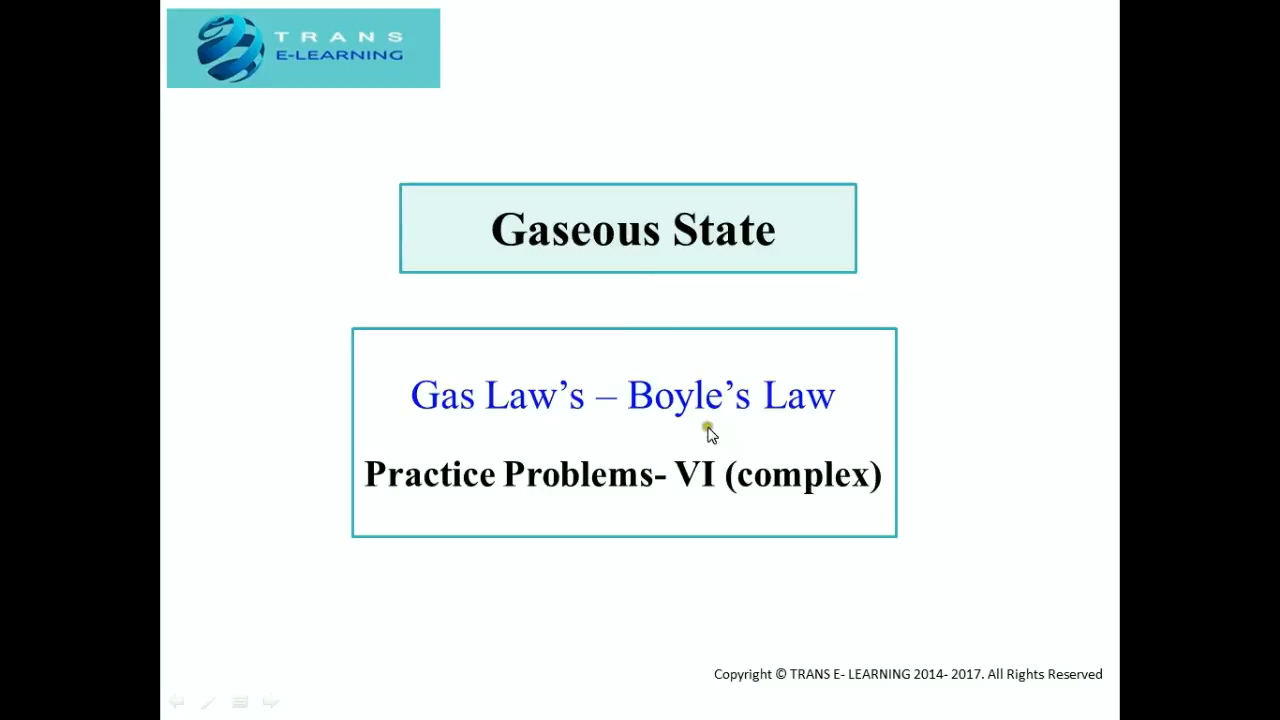 TRANS
E-LEARNING
Gaseous State
Gas Law’s – Boyle’s Law
Practice Problems- VI (complex)
Copyright © TRANS E- LEARNING 2014- 2017. All Rights Reserved